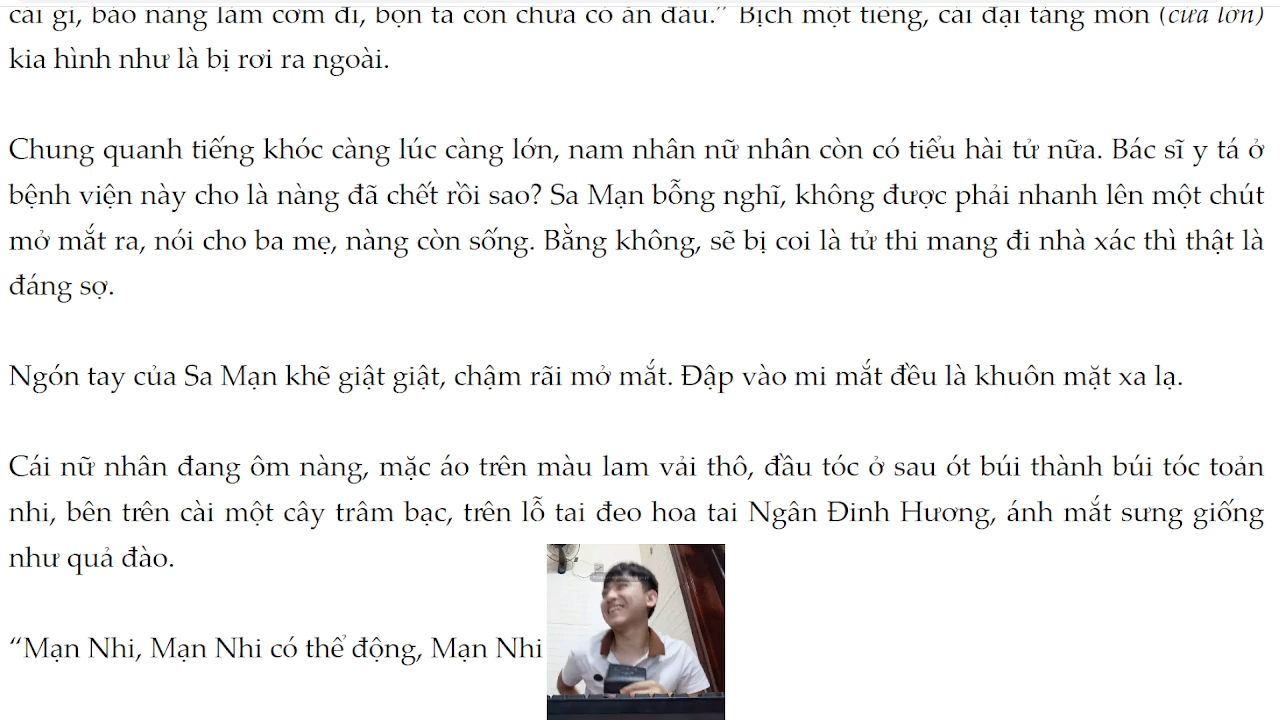 cái gì, bảo nàng làm cơm đi, bọn ta còn chưa có ăn đâu.” Bịch một tiếng, cái đại tảng môn (cửa lớn)
kia hình như là bị rơi ra ngoài.
Chung quanh tiếng khóc càng lúc càng lớn, nam nhân nữ nhân còn có tiểu hài tử nữa. Bác sĩ y tá ở
bệnh viện này cho là nàng đã chết rồi sao? Sa Mạn bỗng nghĩ, không được phải nhanh lên một chút
mở mắt ra, nói cho ba mẹ, nàng còn sống. Bằng không, sẽ bị coi là tử thi mang đi nhà xác thì thật là
đáng sợ.
Ngón tay của Sa Mạn khẽ giật giật, chậm rãi mở mắt. Đập vào mi mắt đều là khuôn mặt xa lạ.
Cái nữ nhân đang ôm nàng, mặc áo trên màu lam vải thô, đầu tóc ở sau ót búi thành búi tóc toản
nhi, bên trên cài một cây trâm bạc, trên lỗ tai đeo hoa tai Ngân Đinh Hương, ánh mắt sưng giống
như quả đào.
“Mạn Nhi, Mạn Nhi có thể động, Mạn Nhi